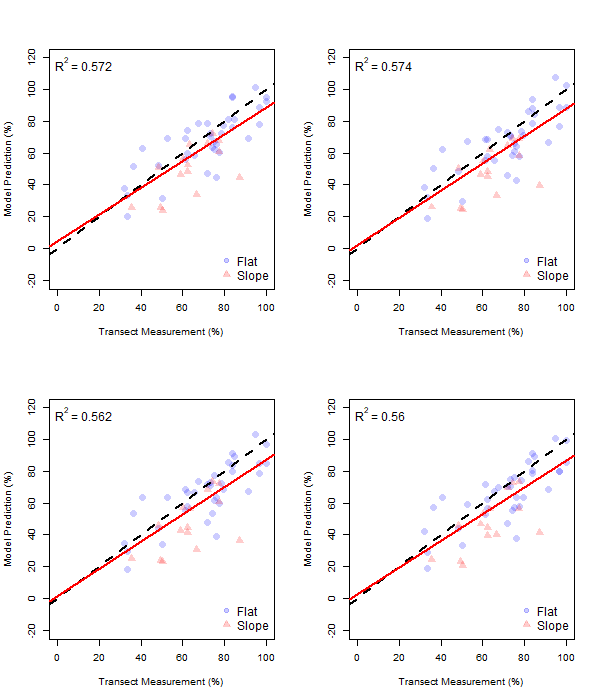 R² = 0.572
Model Prediction (%)
-20 0 20 40 60 80 100 120
Flat
Slope
0 20 40 60 80 100
Transect Measurement (%)
R² = 0.574
Model Prediction (%)
-20 0 20 40 60 80 100 120
Flat
Slope
0 20 40 60 80 100
Transect Measurement (%)
R² = 0.562
Model Prediction (%)
-20 0 20 40 60 80 100 120
Flat
Slope
0 20 40 60 80 100
Transect Measurement (%)
R² = 0.56
Model Prediction (%)
-20 0 20 40 60 80 100 120
Flat
Slope
0 20 40 60 80 100
Transect Measurement (%)